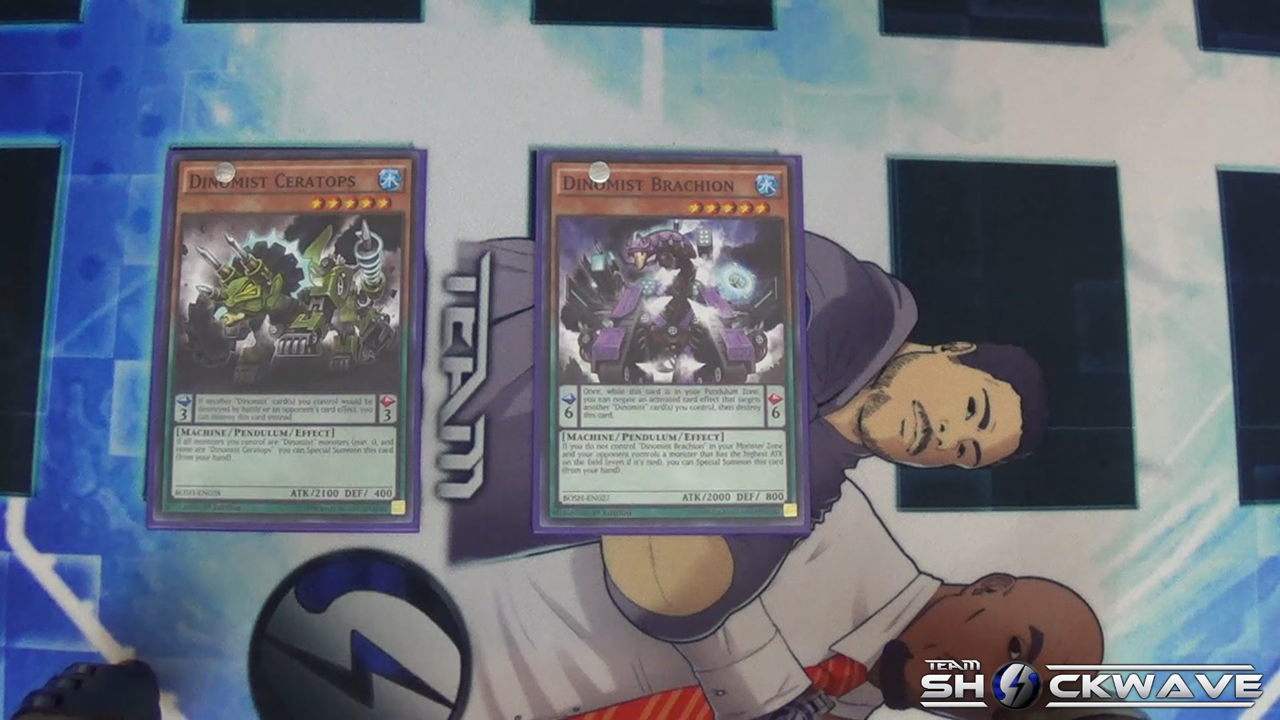 DINOMIST CERATOPS
3
3
If another "Dinomist" card(s) you control would be
destroyed by battle or an opponent's card effect, you
can destroy this card instead.
[MACHINE/PENDULUM/EFFECT]
If all monsters you control are "Dinomist" monsters (min. 1), and
none are "Dinomist Ceratops", you can Special Summon this card
(from your hand).
BOSH-EN028
ATK/2100 DEF/ 400
DINOMIST BRACHION
6
6
Once, while this card is in your Pendulum Zone,
you can negate an activated card effect that targets
another "Dinomist" card(s) you control, then destroy
this card.
[MACHINE/PENDULUM/EFFECT]
If you do not control "Dinomist Brachion" in your Monster Zone
and your opponent controls a monster that has the highest ATK
on the field (even if it's tied), you can Special Summon this card
(from your hand).
BOSH-EN027
ATK/2000 DEF/ 800
1st EDITION
TEAM
TEAM
SHOCKWAVE